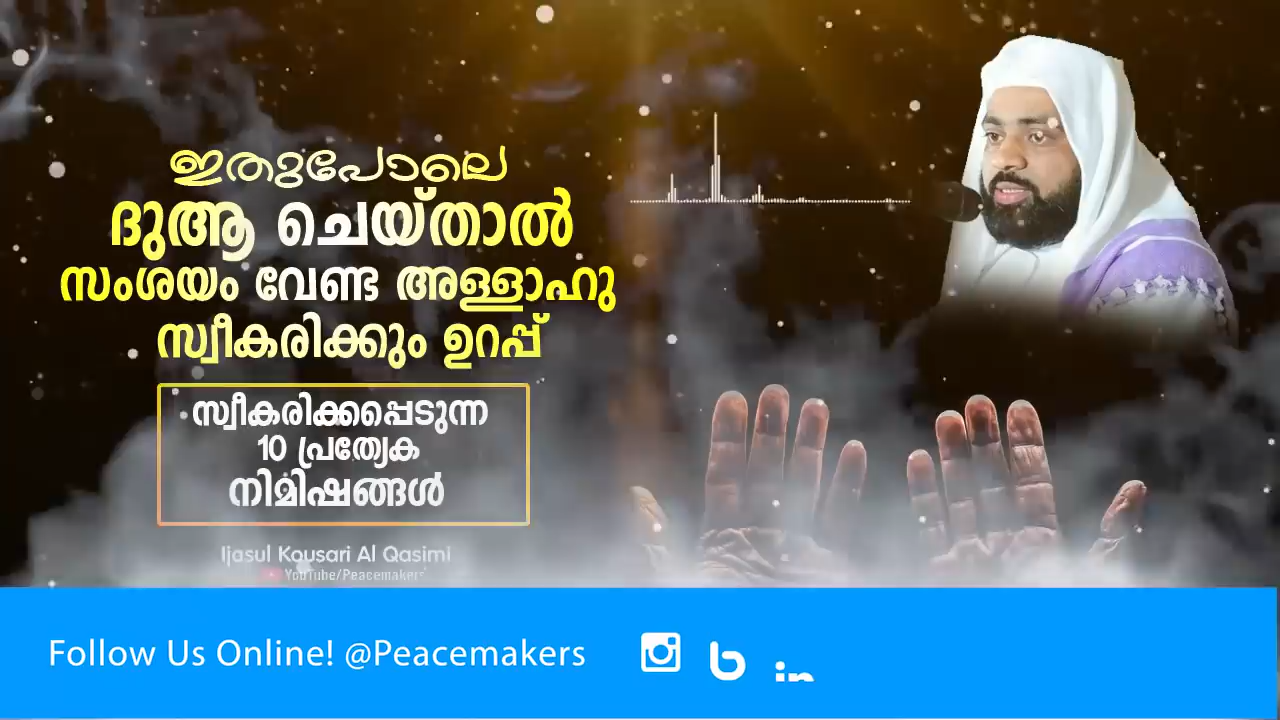 ഇതുപോലെ
ദുആ ചെയ്താൽ
സംശയം വേണ്ട അള്ളാഹു
സ്വീകരിക്കും ഉറപ്പ്
സ്വീകരിക്കപ്പെടുന്ന
10 പ്രത്യേക
നിമിഷങ്ങൾ
Ijasul Kousari Al Qasimi
YouTube/Peacemakers
Follow Us Online! @Peacemakers